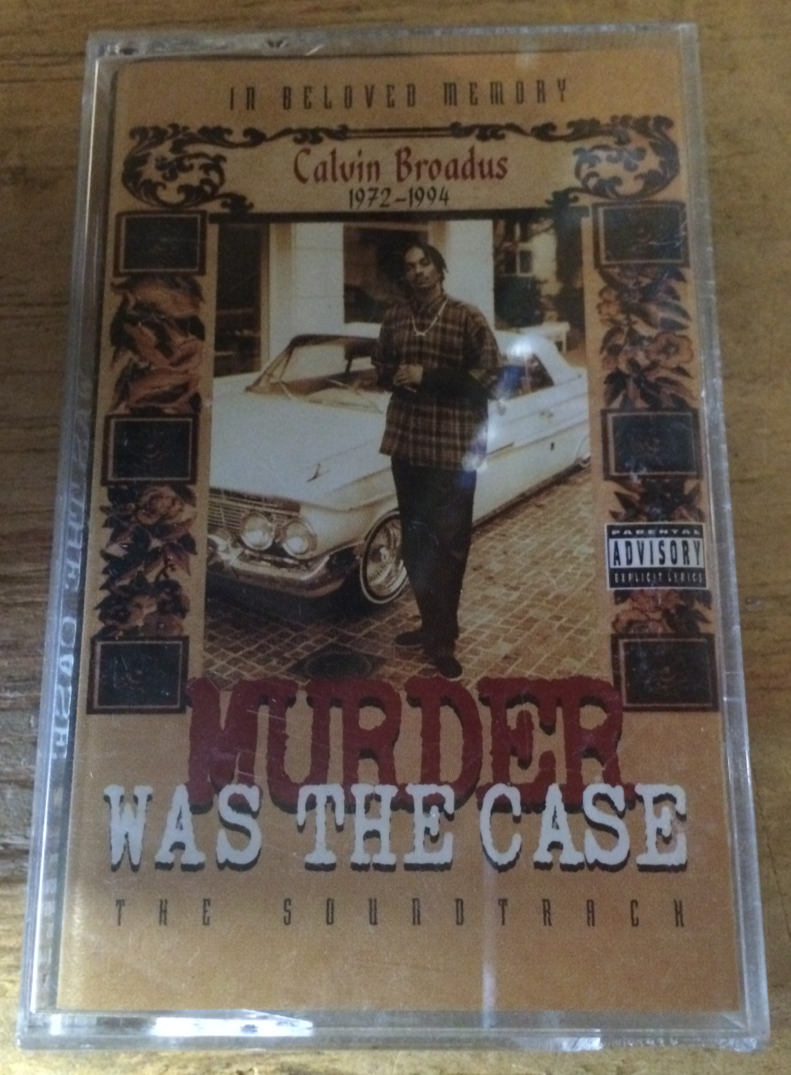 IN BELOVED MEMORY
Calvin Broadus
1972-1994
PARENTAL
ADVISORY
EXPLICIT LYRICS
MURDER
WAS THE CASE
THE SOUNDTRACK